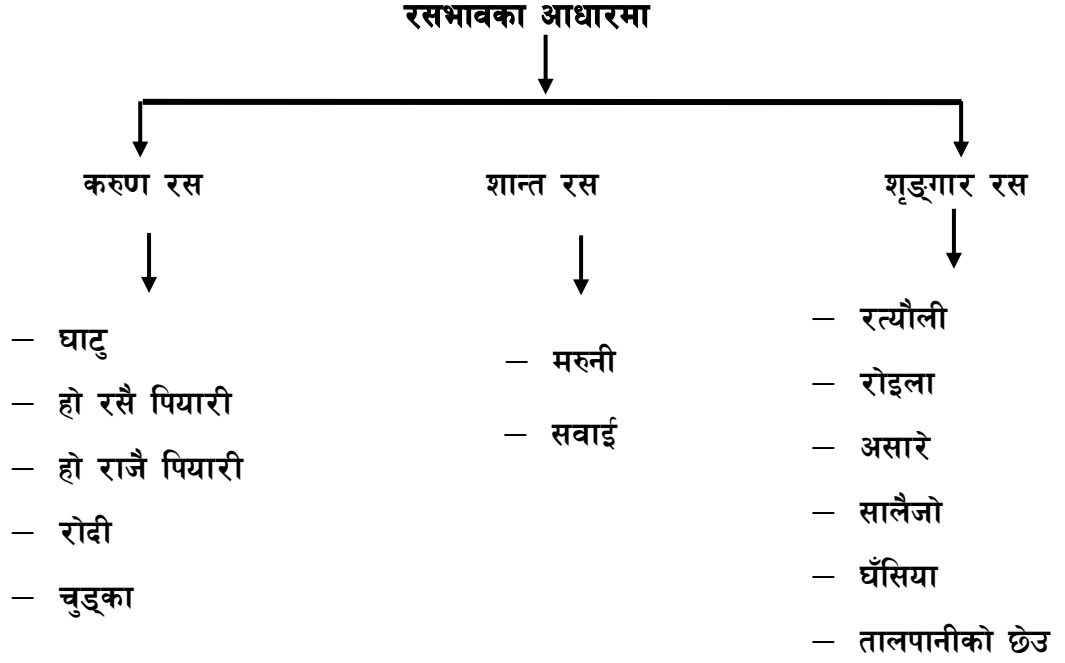 रसभावका आधारमा
करुण रस
शान्त रस
शृङ्गार रस
– घाटु
– हो रसै पियारी
– हो राजै पियारी
– रोदी
– चुड्का
– मरुनी
– सवाई
– रत्यौली
– रोइला
– असारे
– सालैजो
– घँसिया
– तालपानीको छेउ